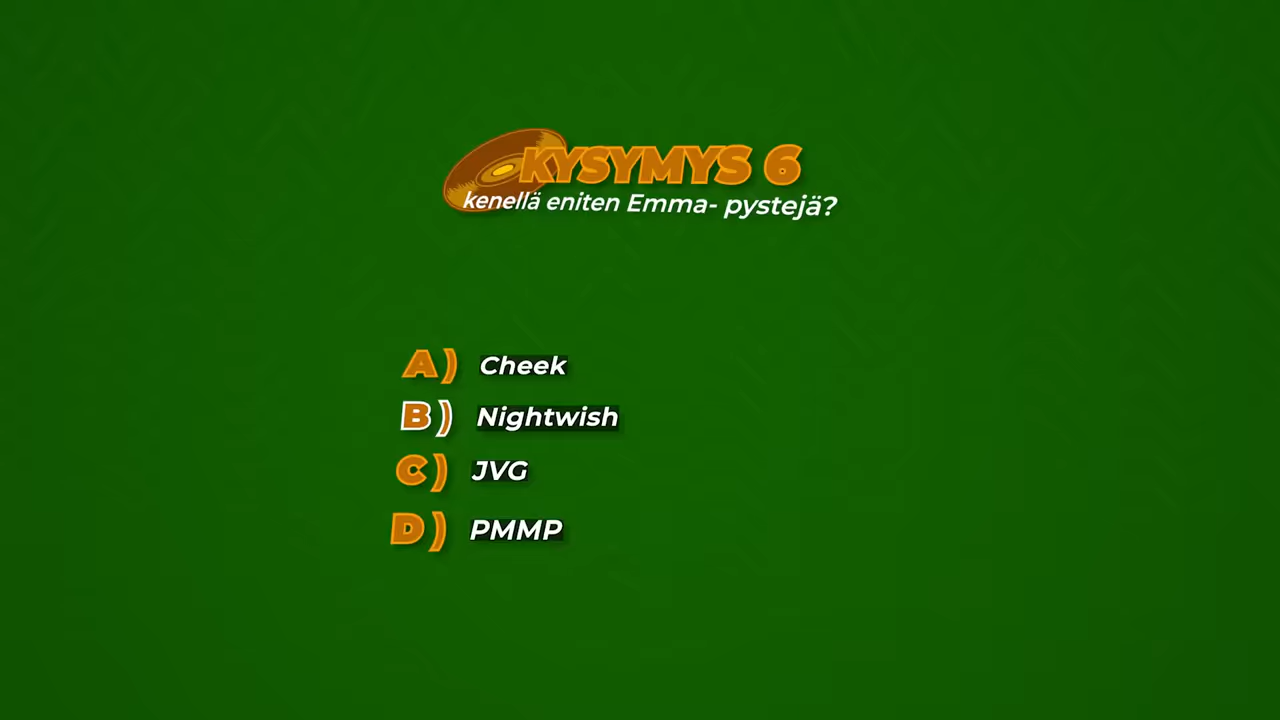 KYSYMYS 6
kenellä eniten Emma- pystejä?
A) Cheek
B) Nightwish
C) JVG
D) PMMP